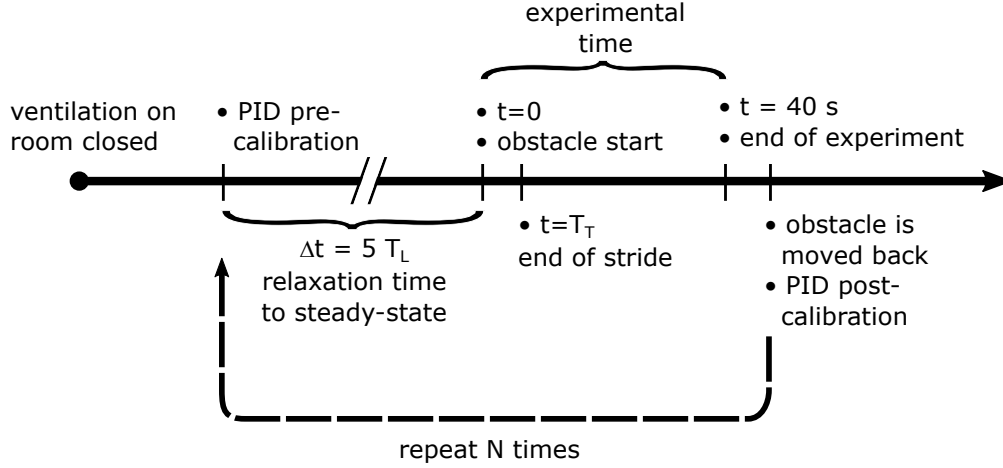 experimental
time
ventilation on
room closed
• PID pre-
calibration
• t=0
• obstacle start
• t = 40 s
• end of experiment
Δt = 5 T_L
relaxation time
to steady-state
• t=T_T
end of stride
• obstacle is
moved back
• PID post-
calibration
repeat N times